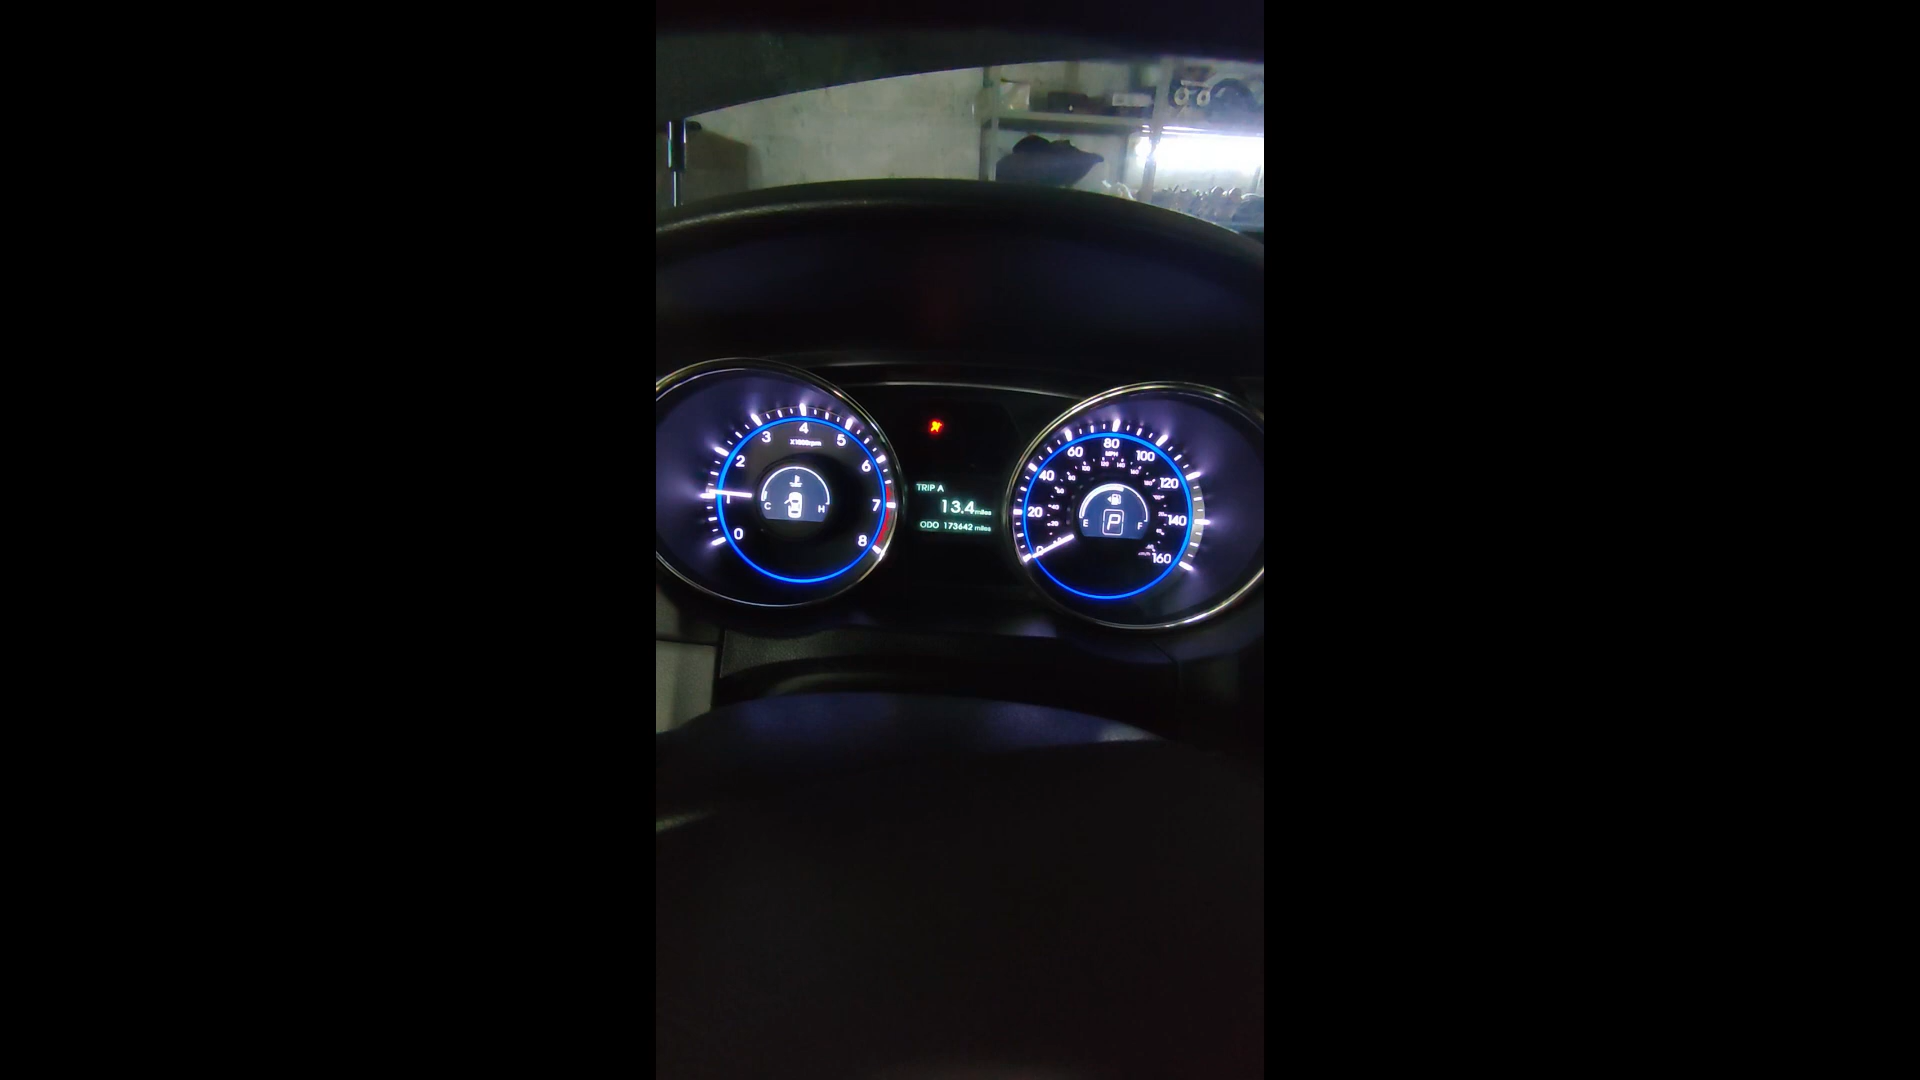 TRIP A
13.4 miles
ODO 173642 miles
0 1 2 3 4 5 6 7 8
X1000rpm
C H
0 20 40 60 80 100 120 140 160
MPH
E F
P